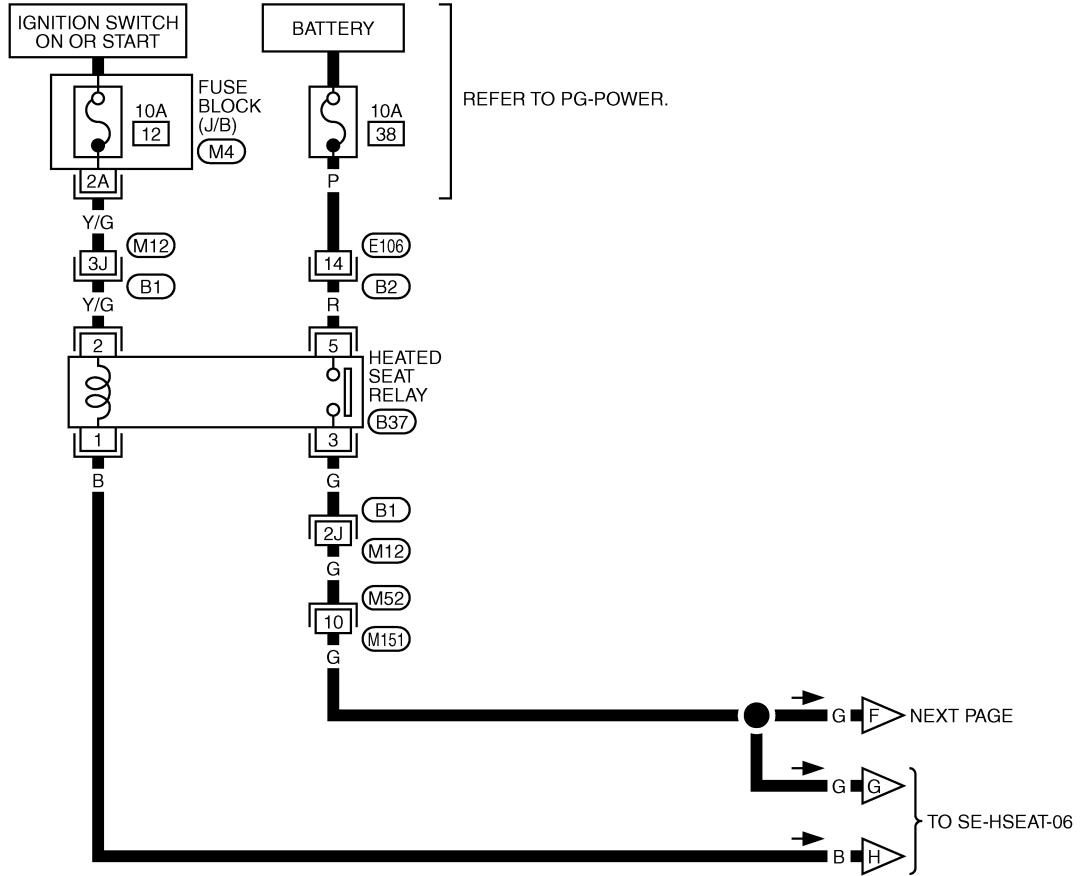 IGNITION SWITCH
ON OR START
BATTERY
FUSE
BLOCK
(J/B)
M4
10A
12
10A
38
REFER TO PG-POWER.
2A
P
Y/G
M12
E106
3J
14
B1
B2
Y/G
R
2
5
HEATED
SEAT
RELAY
B37
1
3
B
G
B1
2J
M12
G
M52
10
M151
G
G
F
NEXT PAGE
G
G
TO SE-HSEAT-06
B
H